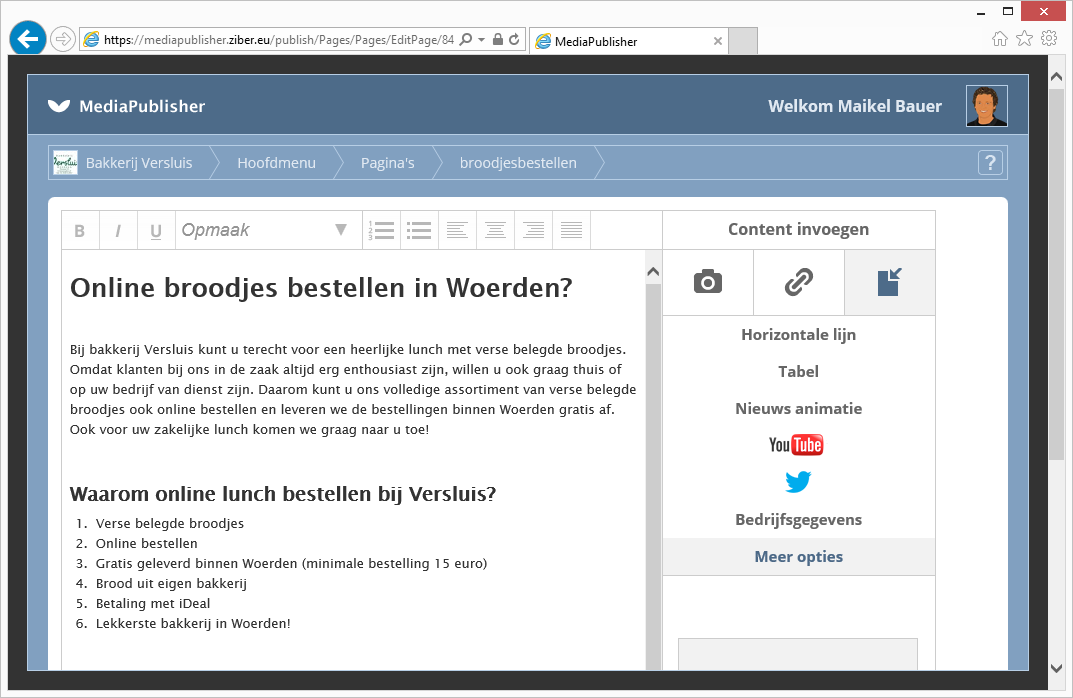 https://mediapublisher.ziber.eu/publish/Pages/Pages/EditPage/84
MediaPublisher
MediaPublisher
Welkom Maikel Bauer
Bakkerij Versluis
Hoofdmenu
Pagina's
broodjesbestellen
?
B
I
U
Opmaak
Content invoegen
Online broodjes bestellen in Woerden?
Bij bakkerij Versluis kunt u terecht voor een heerlijke lunch met verse belegde broodjes.
Omdat klanten bij ons in de zaak altijd erg enthousiast zijn, willen u ook graag thuis of
op uw bedrijf van dienst zijn. Daarom kunt u ons volledige assortiment van verse belegde
broodjes ook online bestellen en leveren we de bestellingen binnen Woerden gratis af.
Ook voor uw zakelijke lunch komen we graag naar u toe!
Waarom online lunch bestellen bij Versluis?
1. Verse belegde broodjes
2. Online bestellen
3. Gratis geleverd binnen Woerden (minimale bestelling 15 euro)
4. Brood uit eigen bakkerij
5. Betaling met iDeal
6. Lekkerste bakkerij in Woerden!
Horizontale lijn
Tabel
Nieuws animatie
YouTube
Bedrijfsgegevens
Meer opties